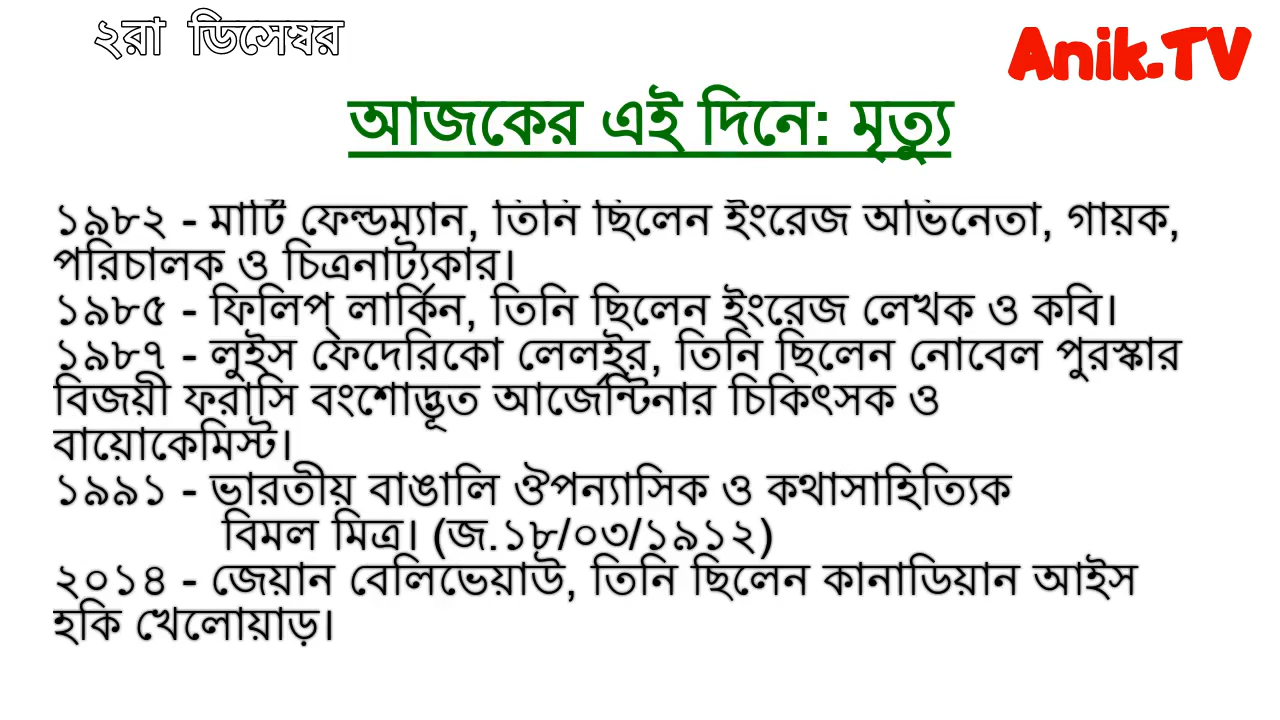 ২রা ডিসেম্বর
Anik.TV
আজকের এই দিনে: মৃত্যু
১৯৮২ - মার্টি ফেল্ডম্যান, তিনি ছিলেন ইংরেজ অভিনেতা, গায়ক,
পরিচালক ও চিত্রনাট্যকার।
১৯৮৫ - ফিলিপ্ লার্কিন, তিনি ছিলেন ইংরেজ লেখক ও কবি।
১৯৮৭ - লুইস ফেদেরিকো লেলইর, তিনি ছিলেন নোবেল পুরস্কার
বিজয়ী ফরাসি বংশোদ্ভূত আর্জেন্টিনার চিকিৎসক ও
বায়োকেমিস্ট।
১৯৯১ - ভারতীয় বাঙালি ঔপন্যাসিক ও কথাসাহিত্যিক
বিমল মিত্র। (জ.১৮/০৩/১৯১২)
২০১৪ - জেয়ান বেলিভেয়াউ, তিনি ছিলেন কানাডিয়ান আইস
হকি খেলোয়াড়।